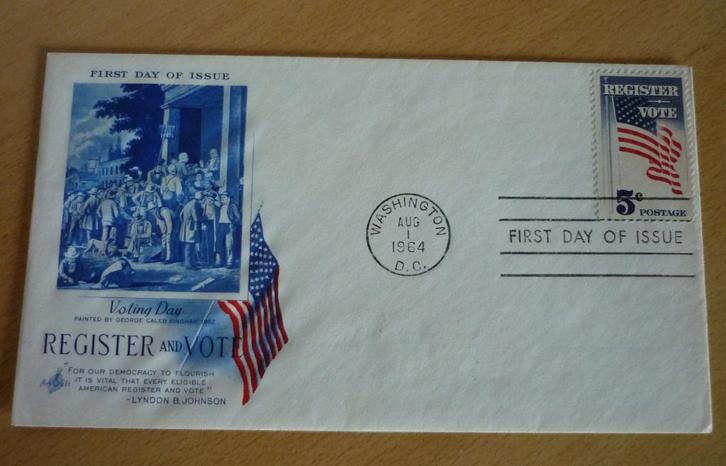 FIRST DAY OF ISSUE
Voting Day
PAINTED BY GEORGE CALEB BINGHAM 1852
REGISTER AND VOTE
"FOR OUR DEMOCRACY TO FLOURISH
IT IS VITAL THAT EVERY ELIGIBLE
AMERICAN REGISTER AND VOTE"
-LYNDON B. JOHNSON
WASHINGTON
AUG
1
1964
D.C.
REGISTER
VOTE
5c POSTAGE
FIRST DAY OF ISSUE